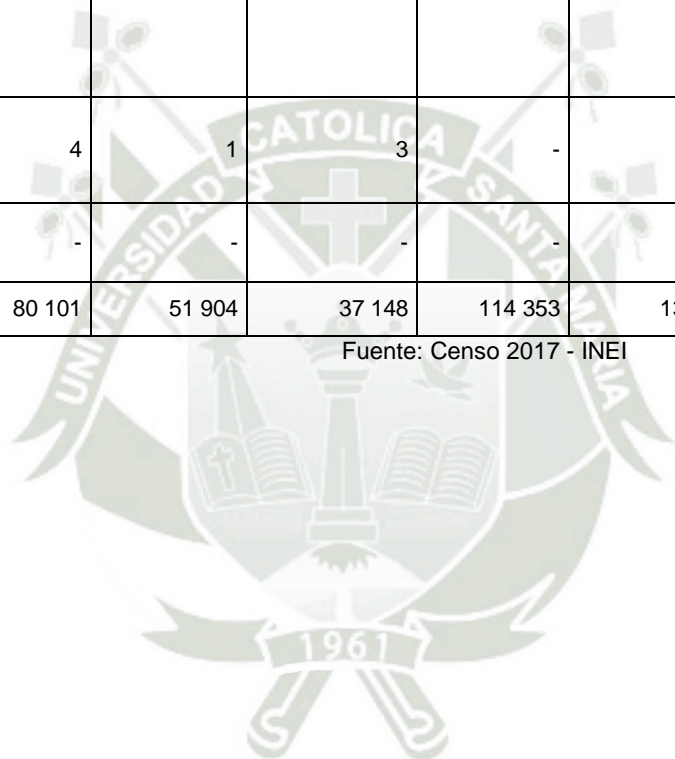 4 1 3 -
- - - -
80 101 51 904 37 148 114 353 13
Fuente: Censo 2017 - INEI
UNIVERSIDAD CATOLICA SANTA MARIA
1961